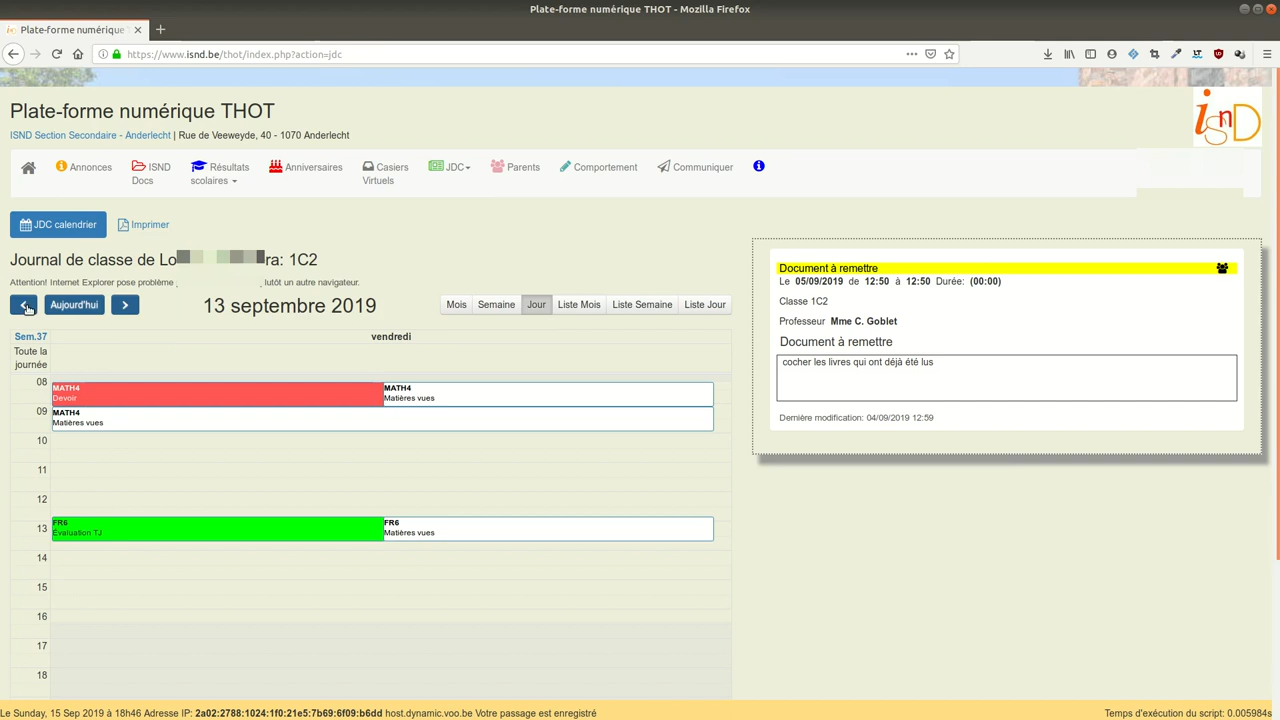 Plate-forme numérique THOT - Mozilla Firefox
Plate-forme numérique
https://www.isnd.be/thot/index.php?action=jdc
Plate-forme numérique THOT
isnD
ISND Section Secondaire - Anderlecht | Rue de Veeweyde, 40 - 1070 Anderlecht
Annonces
ISND Docs
Résultats scolaires
Anniversaires
Casiers Virtuels
JDC
Parents
Comportement
Communiquer
JDC calendrier
Imprimer
Journal de classe de Lo ra: 1C2
Attention! Internet Explorer pose problème lutôt un autre navigateur.
Aujourd'hui
13 septembre 2019
Mois
Semaine
Jour
Liste Mois
Liste Semaine
Liste Jour
Sem.37
vendredi
Toute la journée
08
MATH4
Devoir
MATH4
Matières vues
09
MATH4
Matières vues
10
11
12
13
FR6
Évaluation TJ
FR6
Matières vues
14
15
16
17
18
Document à remettre
Le 05/09/2019 de 12:50 à 12:50 Durée: (00:00)
Classe 1C2
Professeur Mme C. Goblet
Document à remettre
cocher les livres qui ont déjà été lus
Dernière modification: 04/09/2019 12:59
Le Sunday, 15 Sep 2019 à 18h46 Adresse IP: 2a02:2788:1024:1f0:21e5:7b69:6f09:b6dd host.dynamic.voo.be Votre passage est enregistré
Temps d'exécution du script: 0.005984s